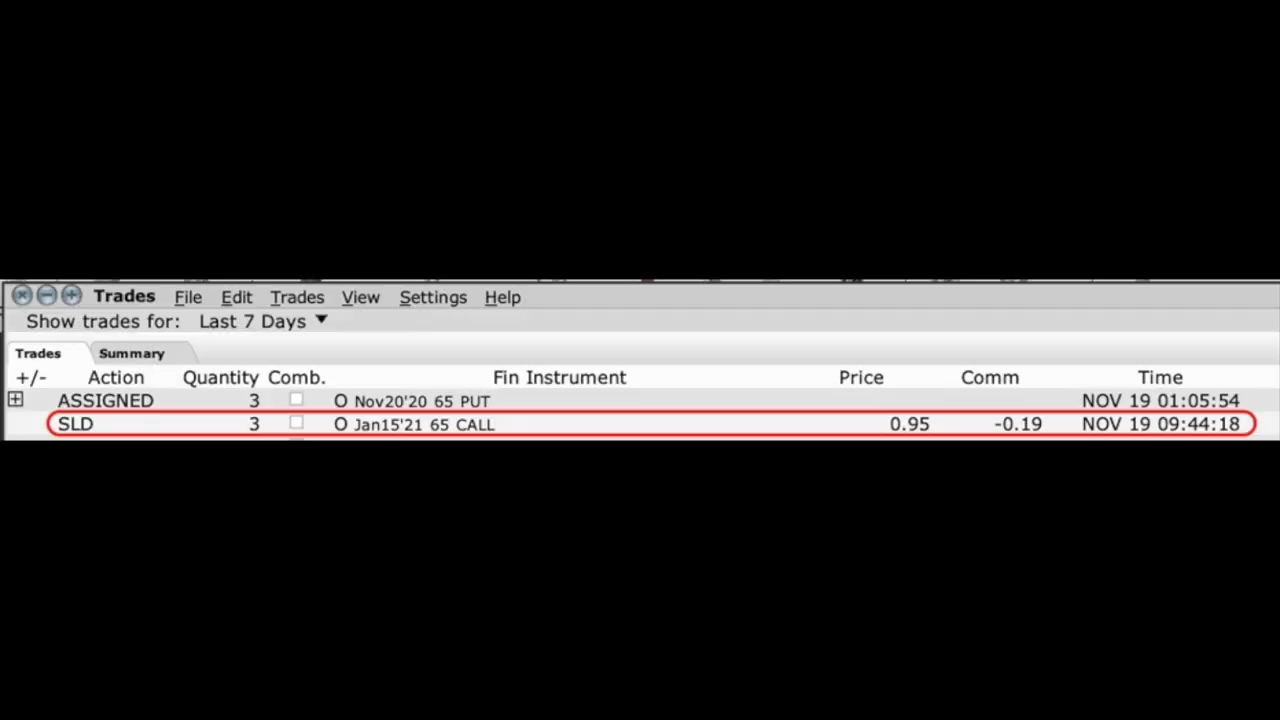 Trades File Edit Trades View Settings Help
Show trades for: Last 7 Days
Trades Summary
+/- Action Quantity Comb. Fin Instrument Price Comm Time
ASSIGNED 3 O Nov20'20 65 PUT NOV 19 01:05:54
SLD 3 O Jan15'21 65 CALL 0.95 -0.19 NOV 19 09:44:18